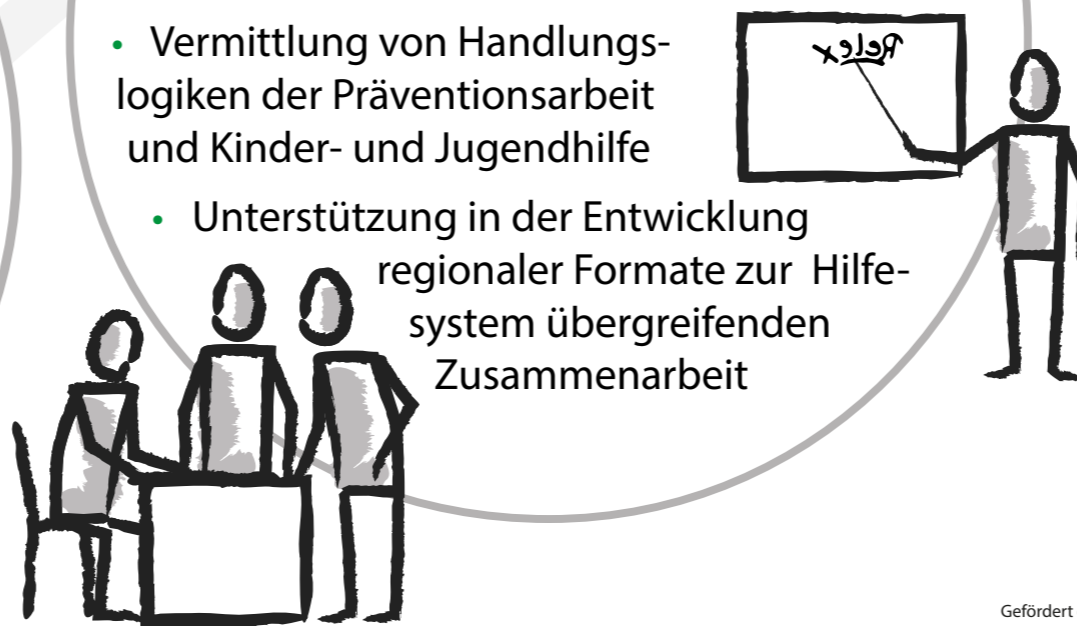 • Vermittlung von Handlungs-
logiken der Präventionsarbeit
und Kinder- und Jugendhilfe
Relex
• Unterstützung in der Entwicklung
regionaler Formate zur Hilfe-
system übergreifenden
Zusammenarbeit
Gefördert